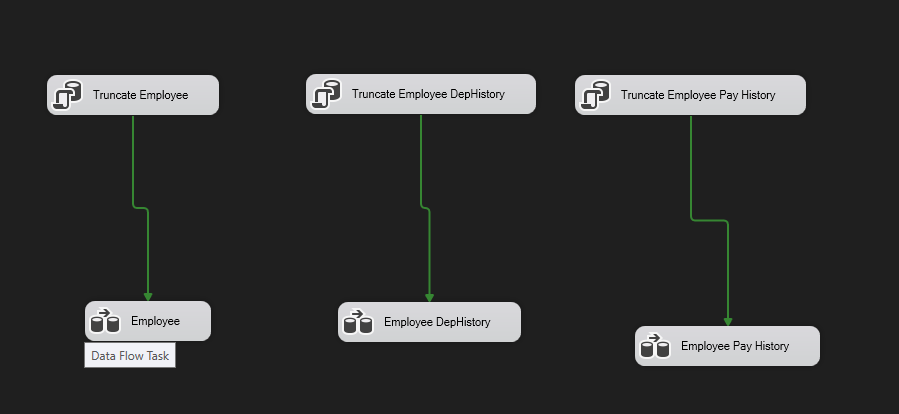 Truncate Employee
Truncate Employee DepHistory
Truncate Employee Pay History
Employee
Data Flow Task
Employee DepHistory
Employee Pay History